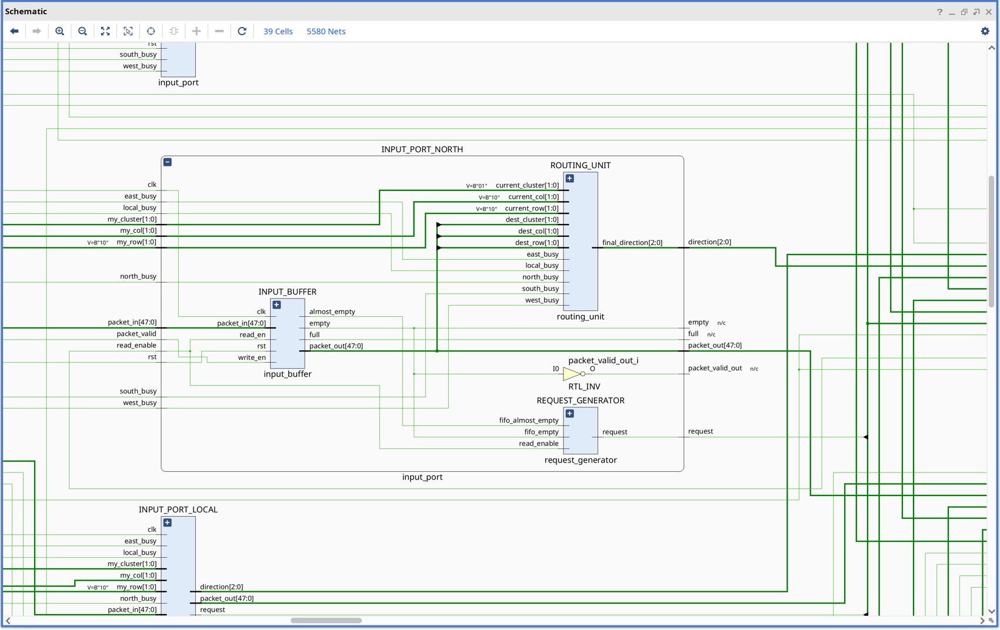 Schematic
39 Cells 5580 Nets
rst
south_busy
west_busy
input_port
INPUT_PORT_NORTH
ROUTING_UNIT
clk
V=B"01" current_cluster[1:0]
east_busy
V=B"10" current_col[1:0]
local_busy
V=B"10" current_row[1:0]
my_cluster[1:0]
dest_cluster[1:0]
my_col[1:0]
dest_col[1:0]
V=B"10" my_row[1:0]
dest_row[1:0]
final_direction[2:0]
direction[2:0]
east_busy
local_busy
north_busy
north_busy
south_busy
west_busy
routing_unit
INPUT_BUFFER
clk
almost_empty
packet_in[47:0]
packet_in[47:0]
empty
empty n/c
packet_valid
read_en
full
full n/c
read_enable
rst
packet_out[47:0]
packet_out[47:0]
rst
write_en
input_buffer
packet_valid_out_i
I0
O
packet_valid_out n/c
RTL_INV
south_busy
west_busy
REQUEST_GENERATOR
fifo_almost_empty
fifo_empty
request
request
read_enable
request_generator
input_port
INPUT_PORT_LOCAL
clk
east_busy
local_busy
my_cluster[1:0]
my_col[1:0]
V=B"10" my_row[1:0]
direction[2:0]
north_busy
packet_out[47:0]
packet_in[47:0]
request